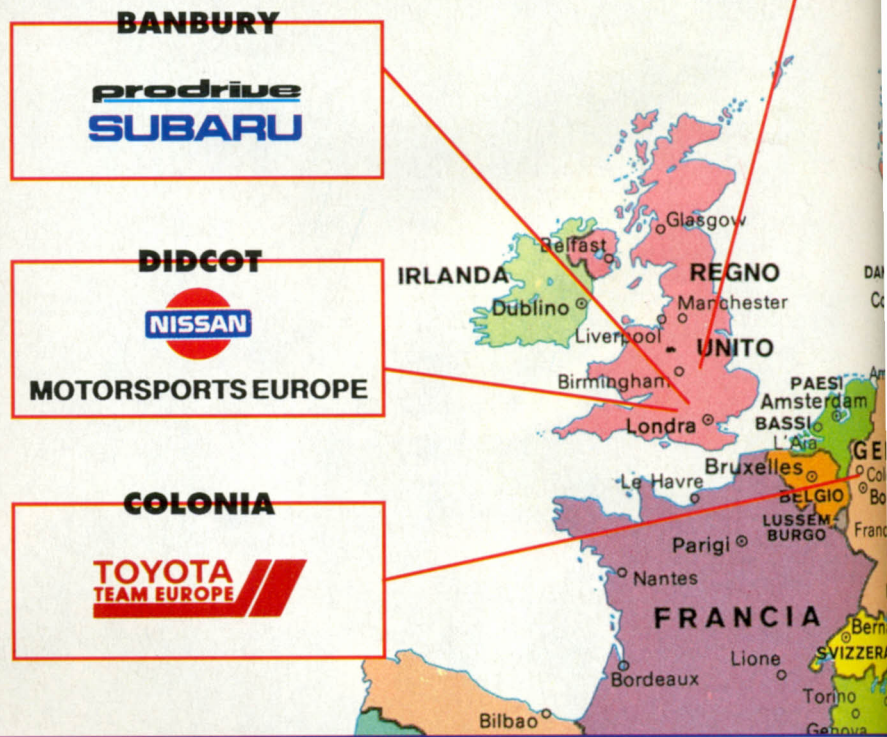 BANBURY
prodrive
SUBARU
DIDCOT
NISSAN
MOTORSPORTS EUROPE
COLONIA
TOYOTA
TEAM EUROPE
Glasgow
Belfast
IRLANDA
REGNO
Dublino
Manchester
Liverpool
UNITO
Birmingham
PAESI
Amsterdam
BASSI
Londra
L'Aia
Bruxelles
Le Havre
BELGIO
LUSSEM-
BURGO
Parigi
Nantes
FRANCIA
SVIZZERA
Lione
Bordeaux
Torino
Bilbao
Genova